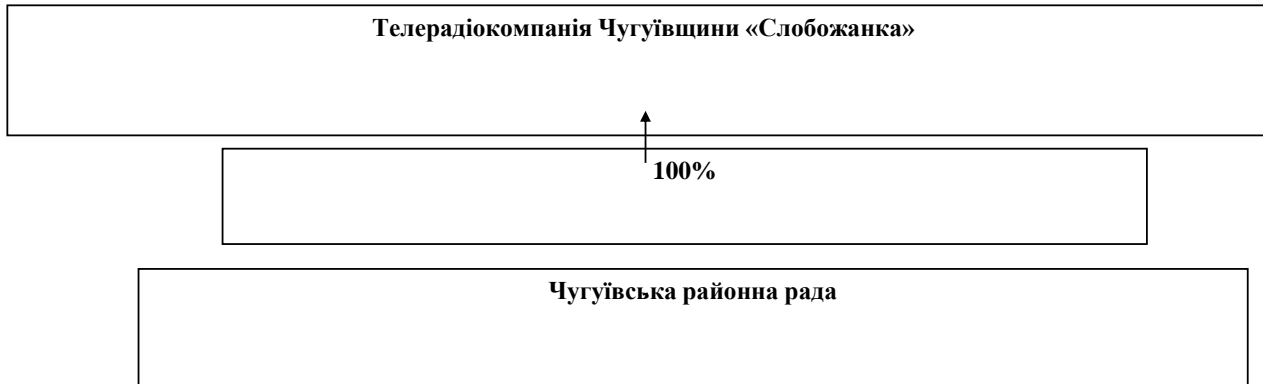 Телерадіокомпанія Чугуївщини «Слобожанка»
100%
Чугуївська районна рада